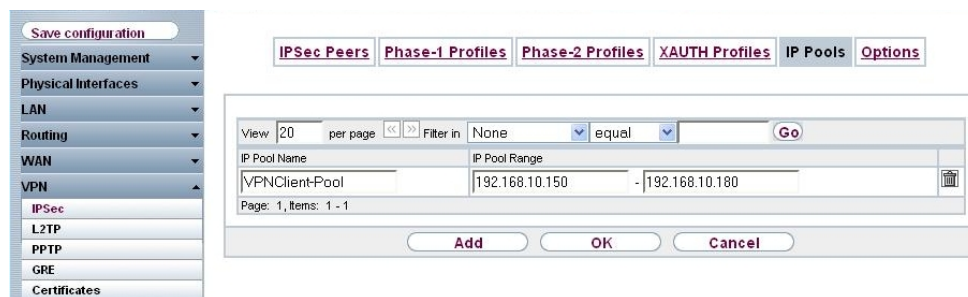 Save configuration
System Management
Physical Interfaces
LAN
Routing
WAN
VPN
IPSec
L2TP
PPTP
GRE
Certificates
IPSec Peers Phase-1 Profiles Phase-2 Profiles XAUTH Profiles IP Pools Options
View 20 per page << >> Filter in None equal Go
IP Pool Name IP Pool Range
VPNClient-Pool 192.168.10.150 - 192.168.10.180
Page: 1, Items: 1 - 1
Add OK Cancel